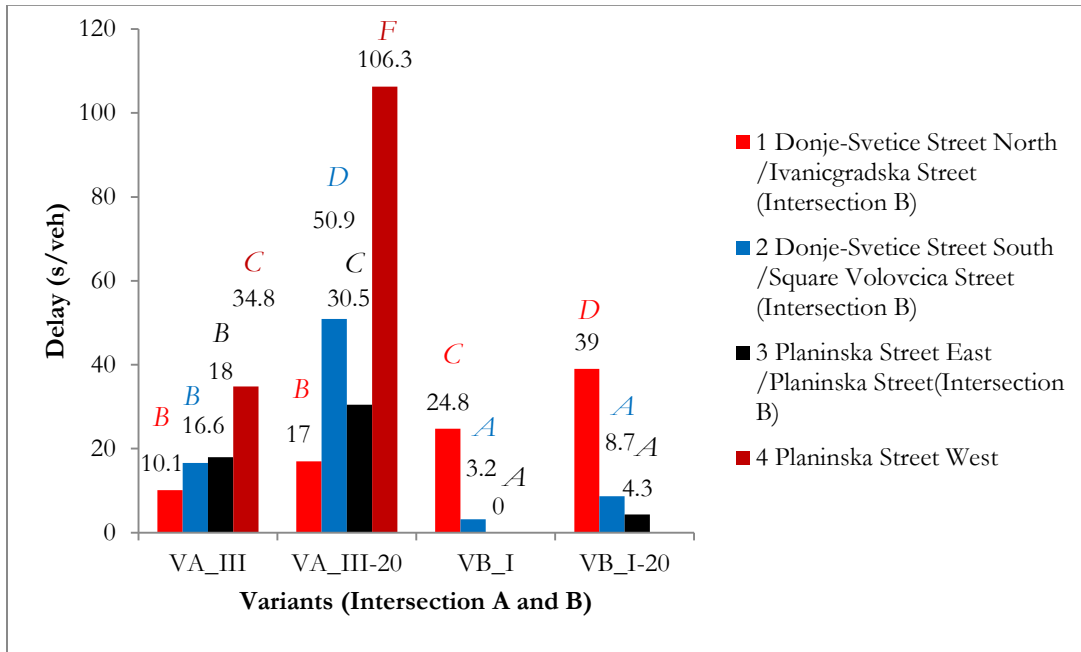 120
100
80
60
40
20
0
Delay (s/veh)
B
10.1
B
16.6
B
18
C
34.8
B
17
D
50.9
C
30.5
F
106.3
C
24.8
A
3.2
A
0
D
39
A
8.7
A
4.3
VA_III
VA_III-20
VB_I
VB_I-20
Variants (Intersection A and B)
1 Donje-Svetice Street North
/Ivanicgradska Street
(Intersection B)
2 Donje-Svetice Street South
/Square Volovcica Street
(Intersection B)
3 Planinska Street East
/Planinska Street(Intersection
B)
4 Planinska Street West